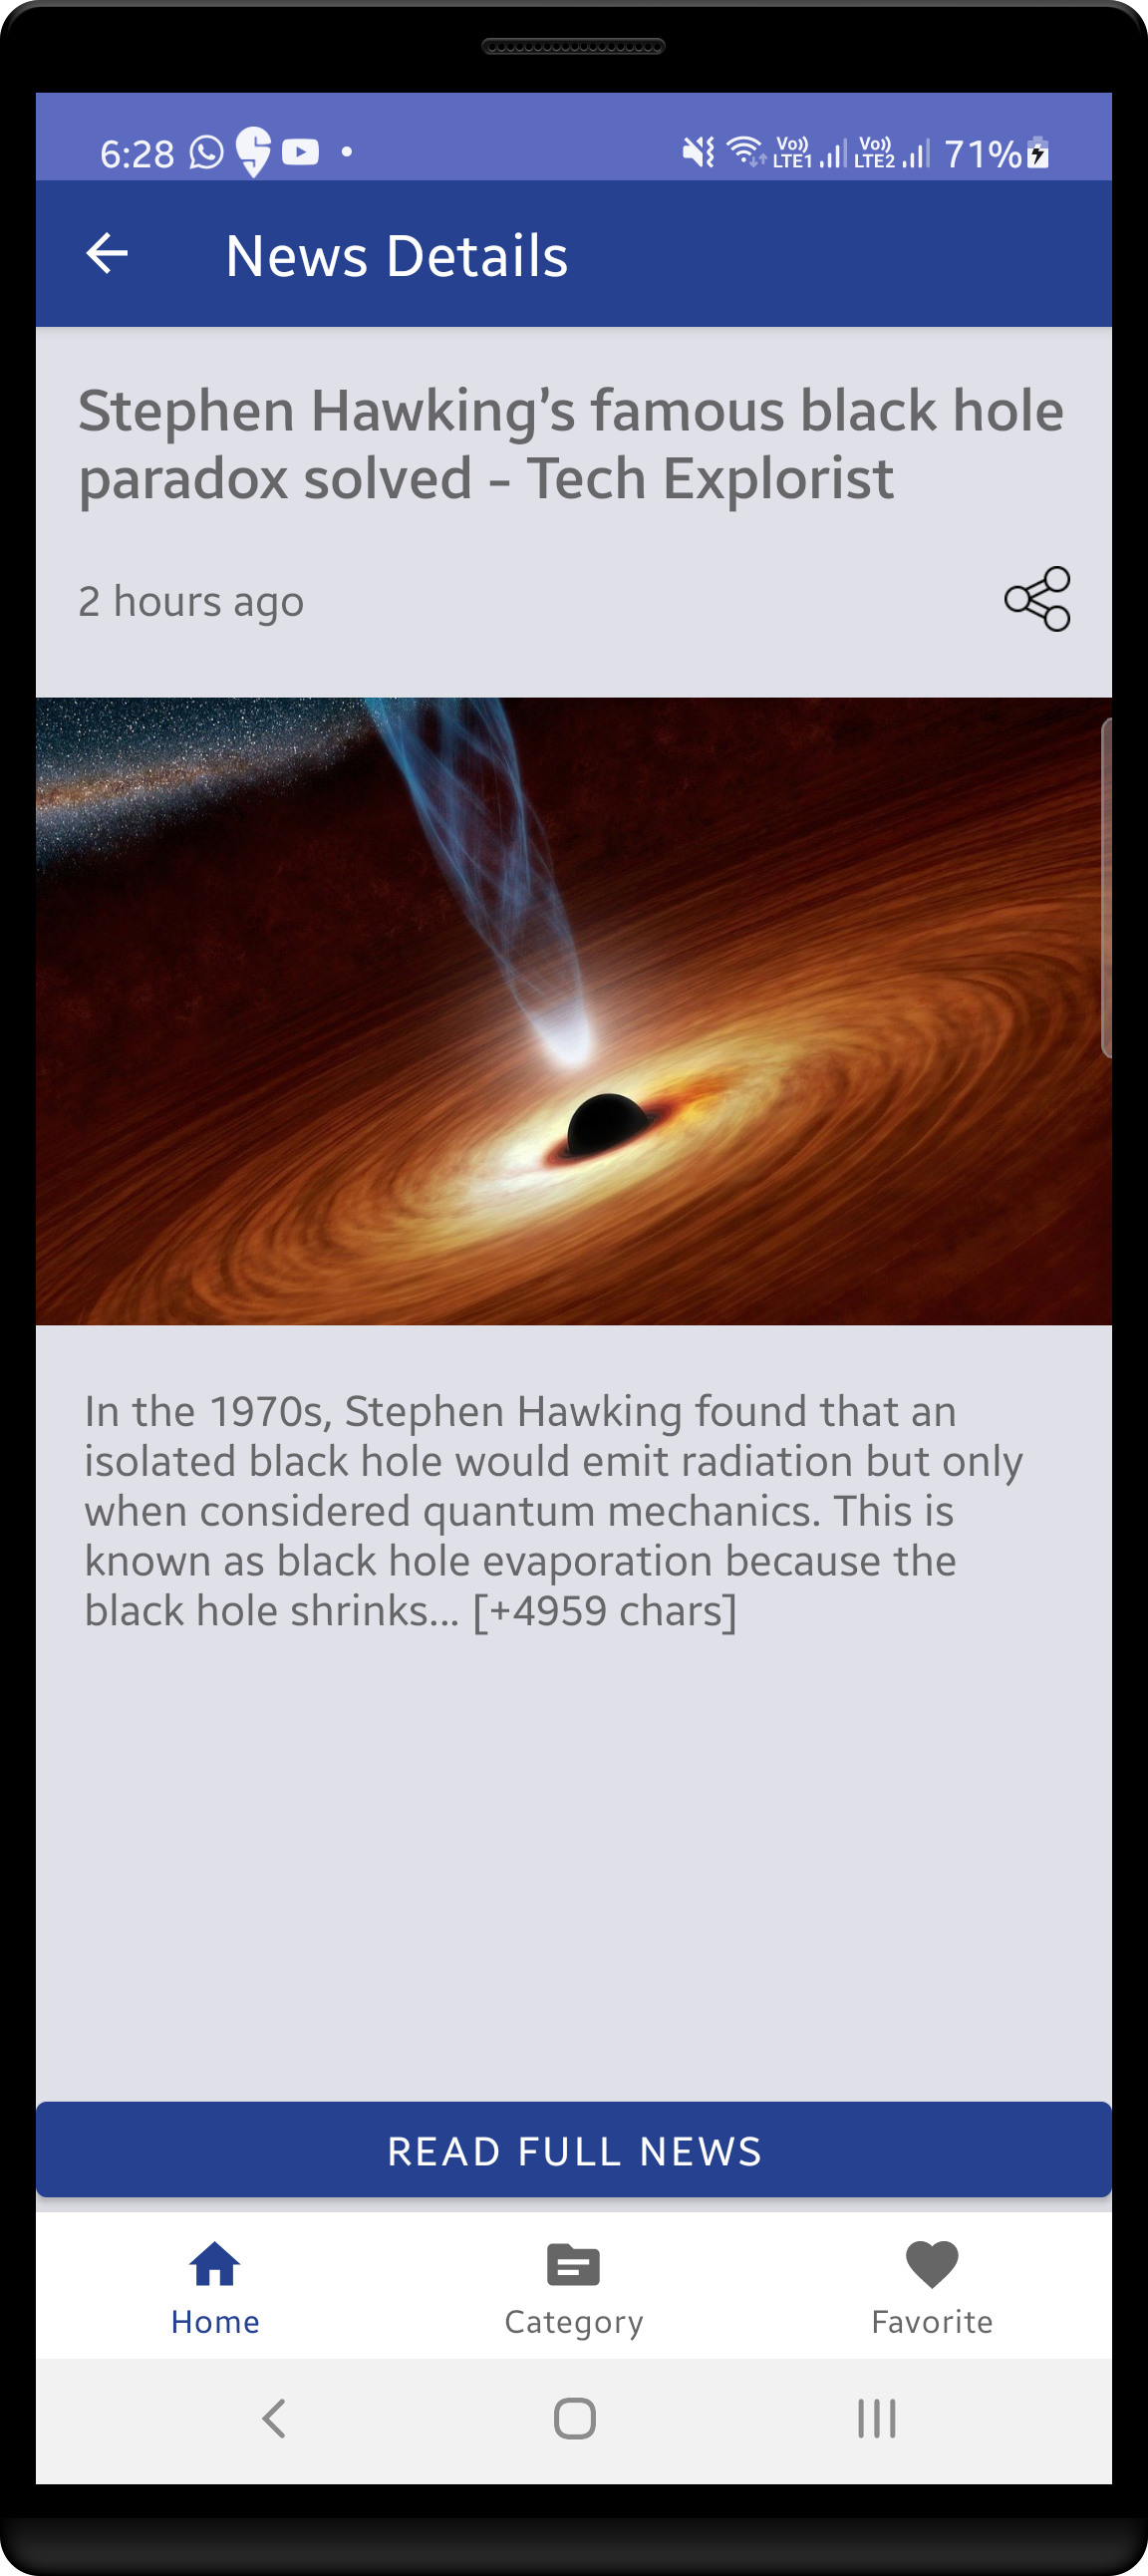 6:28
Vo)) LTE1 Vo)) LTE2 71%
News Details
Stephen Hawking’s famous black hole
paradox solved - Tech Explorist
2 hours ago
In the 1970s, Stephen Hawking found that an
isolated black hole would emit radiation but only
when considered quantum mechanics. This is
known as black hole evaporation because the
black hole shrinks... [+4959 chars]
READ FULL NEWS
Home Category Favorite